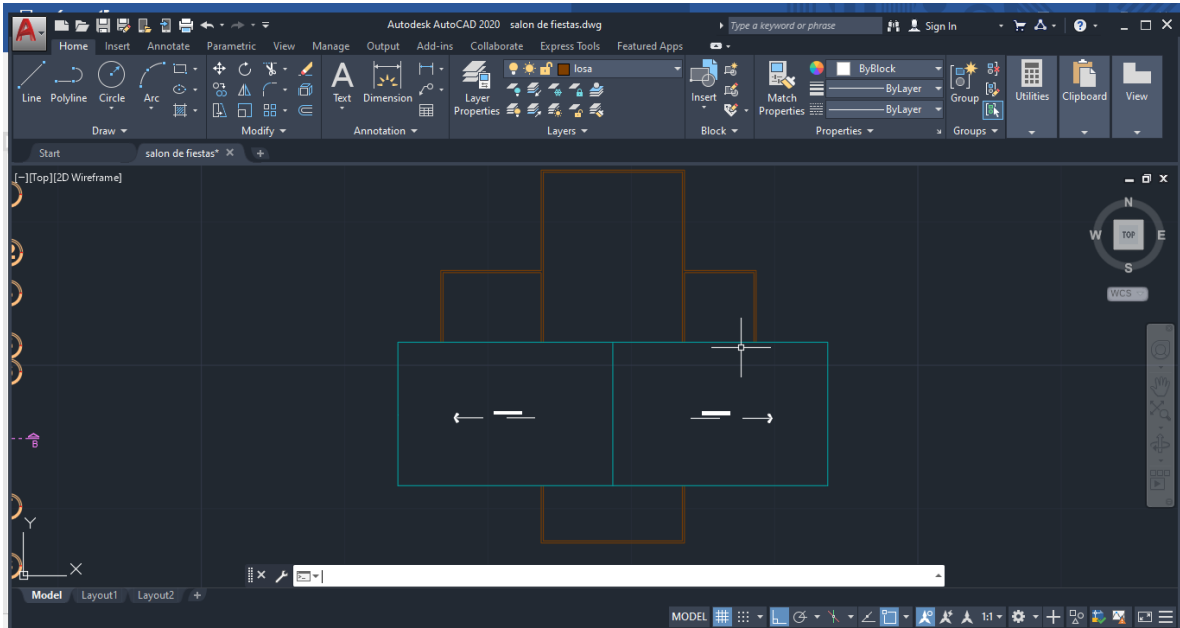 Autodesk AutoCAD 2020 salon de fiestas.dwg
Type a keyword or phrase
Sign In
Home Insert Annotate Parametric View Manage Output Add-ins Collaborate Express Tools Featured Apps
losa
ByBlock
ByLayer
ByLayer
Line Polyline Circle Arc
Text Dimension
Layer
Properties
Insert
Match
Properties
Group
Utilities Clipboard View
Draw Modify Annotation Layers Block Properties Groups
Start salon de fiestas* +
[−][Top][2D Wireframe]
N
W TOP E
S
WCS
B
Y
X
Model Layout1 Layout2 +
MODEL 1:1